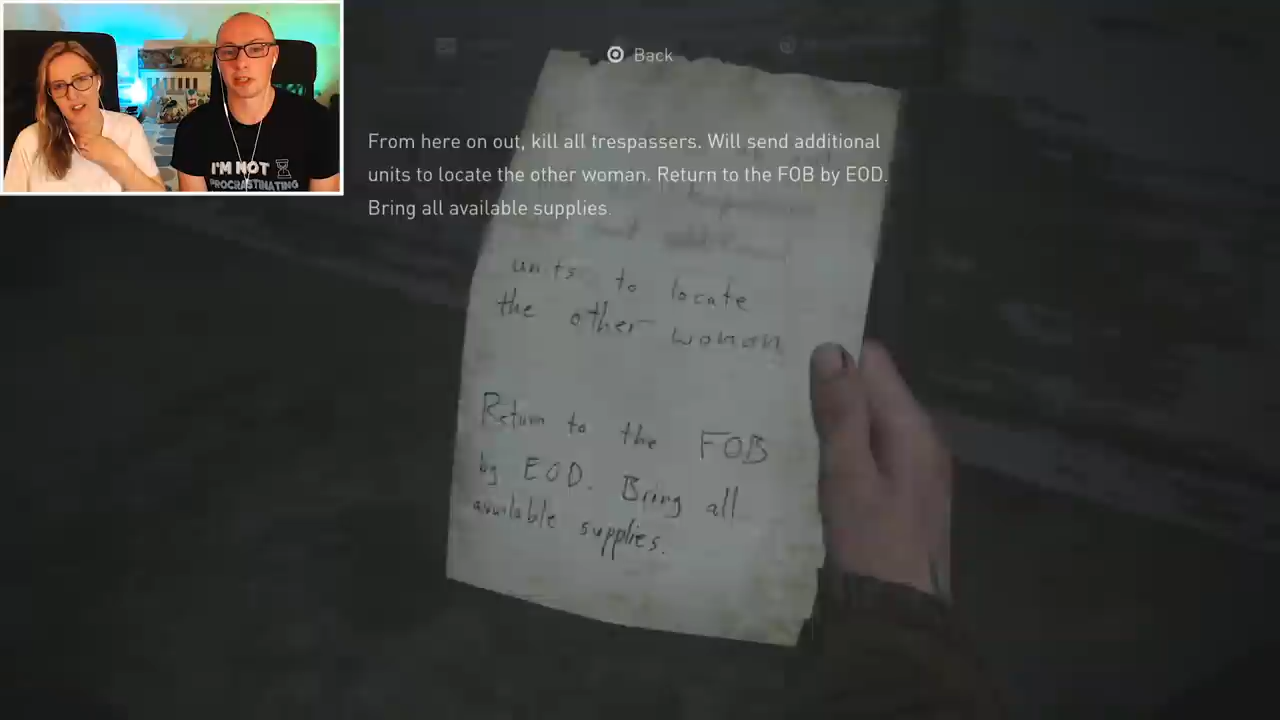 Back
From here on out, kill all trespassers. Will send additional
units to locate the other woman. Return to the FOB by EOD.
Bring all available supplies.
units to locate
the other woman
Return to the FOB
by EOD. Bring all
available supplies.
I'M NOT
PROCRASTINATING